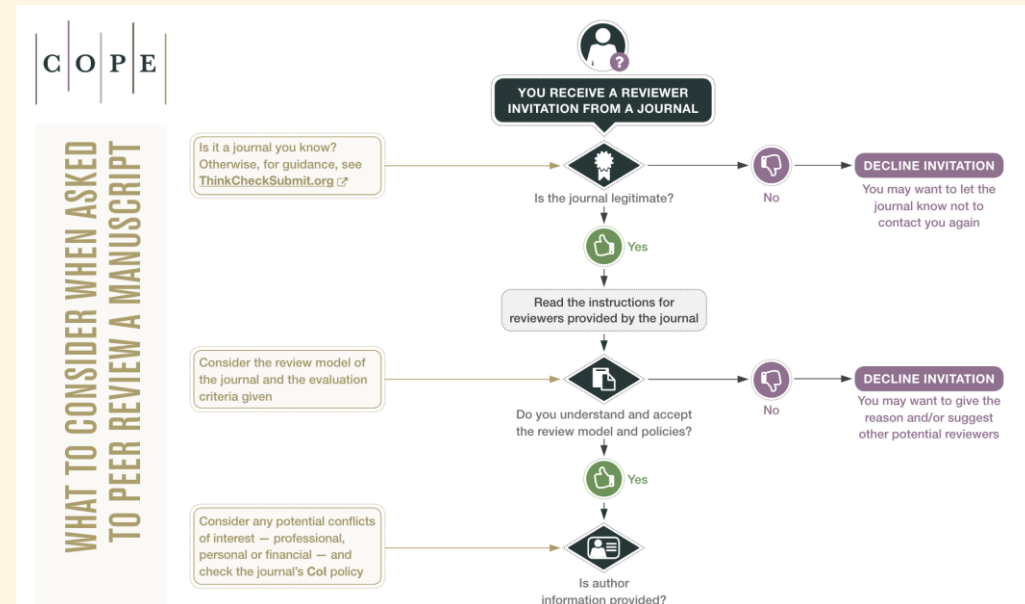 COPE
WHAT TO CONSIDER WHEN ASKED
TO PEER REVIEW A MANUSCRIPT
?
YOU RECEIVE A REVIEWER
INVITATION FROM A JOURNAL
Is it a journal you know?
Otherwise, for guidance, see
ThinkCheckSubmit.org
Is the journal legitimate?
No
DECLINE INVITATION
You may want to let the
journal know not to
contact you again
Yes
Read the instructions for
reviewers provided by the journal
Consider the review model of
the journal and the evaluation
criteria given
Do you understand and accept
the review model and policies?
No
DECLINE INVITATION
You may want to give the
reason and/or suggest
other potential reviewers
Yes
Consider any potential conflicts
of interest — professional,
personal or financial — and
check the journal's CoI policy
Is author
information provided?